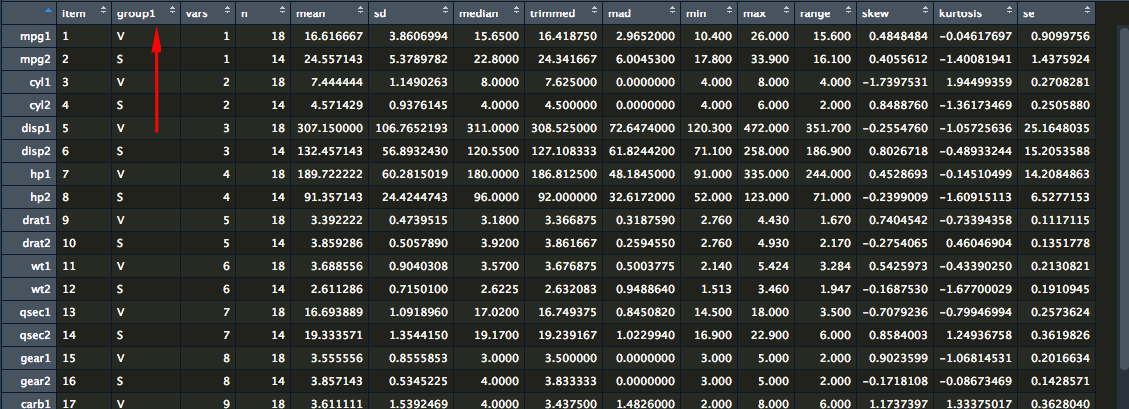 item group1 vars n mean sd median trimmed mad min max range skew kurtosis se
mpg1 1 V 1 18 16.616667 3.8606994 15.6500 16.418750 2.9652000 10.400 26.000 15.600 0.4848484 −0.04617697 0.9099756
mpg2 2 S 1 14 24.557143 5.3789782 22.8000 24.341667 6.0045300 17.800 33.900 16.100 0.4055612 −1.40081941 1.4375924
cyl1 3 V 2 18 7.444444 1.1490263 8.0000 7.625000 0.0000000 4.000 8.000 4.000 −1.7397531 1.94499359 0.2708281
cyl2 4 S 2 14 4.571429 0.9376145 4.0000 4.500000 0.0000000 4.000 6.000 2.000 0.8488760 −1.36173469 0.2505880
disp1 5 V 3 18 307.150000 106.7652193 311.0000 308.525000 72.6474000 120.300 472.000 351.700 −0.2554760 −1.05725636 25.1648035
disp2 6 S 3 14 132.457143 56.8932430 120.5500 127.108333 61.8244200 71.100 258.000 186.900 0.8026718 −0.48933244 15.2053588
hp1 7 V 4 18 189.722222 60.2815019 180.0000 186.812500 48.1845000 91.000 335.000 244.000 0.4528693 −0.14510499 14.2084863
hp2 8 S 4 14 91.357143 24.4244743 96.0000 92.000000 32.6172000 52.000 123.000 71.000 −0.2399009 −1.60915113 6.5277153
drat1 9 V 5 18 3.392222 0.4739515 3.1800 3.366875 0.3187590 2.760 4.430 1.670 0.7404542 −0.73394358 0.1117115
drat2 10 S 5 14 3.859286 0.5057890 3.9200 3.861667 0.2594550 2.760 4.930 2.170 −0.2754065 0.46046904 0.1351778
wt1 11 V 6 18 3.688556 0.9040308 3.5700 3.676875 0.5003775 2.140 5.424 3.284 0.5425973 −0.43390250 0.2130821
wt2 12 S 6 14 2.611286 0.7150100 2.6225 2.632083 0.9488640 1.513 3.460 1.947 −0.1687530 −1.67700029 0.1910945
qsec1 13 V 7 18 16.693889 1.0918960 17.0200 16.749375 0.8450820 14.500 18.000 3.500 −0.7079236 −0.79946994 0.2573624
qsec2 14 S 7 14 19.333571 1.3544150 19.1700 19.239167 1.0229940 16.900 22.900 6.000 0.8584003 1.24936758 0.3619826
gear1 15 V 8 18 3.555556 0.8555853 3.0000 3.500000 0.0000000 3.000 5.000 2.000 0.9023599 −1.06814531 0.2016634
gear2 16 S 8 14 3.857143 0.5345225 4.0000 3.833333 0.0000000 3.000 5.000 2.000 −0.1718108 −0.08673469 0.1428571
carb1 17 V 9 18 3.611111 1.5392469 4.0000 3.437500 1.4826000 2.000 8.000 6.000 1.1737397 1.33375017 0.3628040